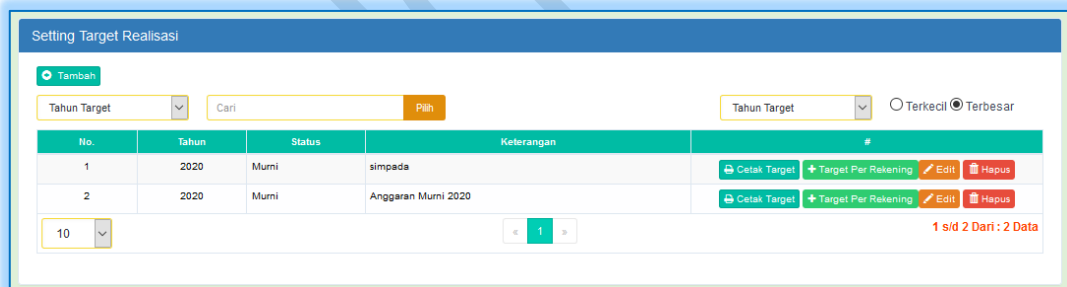 Setting Target Realisasi
Tambah
Tahun Target Cari Pilih Tahun Target Terkecil Terbesar
No. Tahun Status Keterangan #
1 2020 Murni simpada Cetak Target + Target Per Rekening Edit Hapus
2 2020 Murni Anggaran Murni 2020 Cetak Target + Target Per Rekening Edit Hapus
10 « 1 » 1 s/d 2 Dari : 2 Data